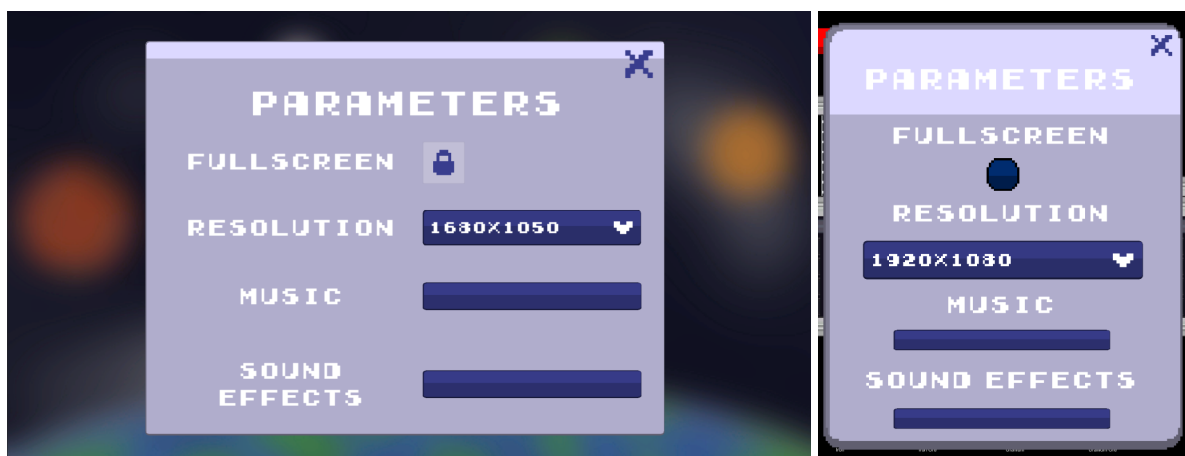 PARAMETERS
FULLSCREEN
RESOLUTION 1680X1050
MUSIC
SOUND
EFFECTS
PARAMETERS
FULLSCREEN
RESOLUTION
1920X1080
MUSIC
SOUND EFFECTS